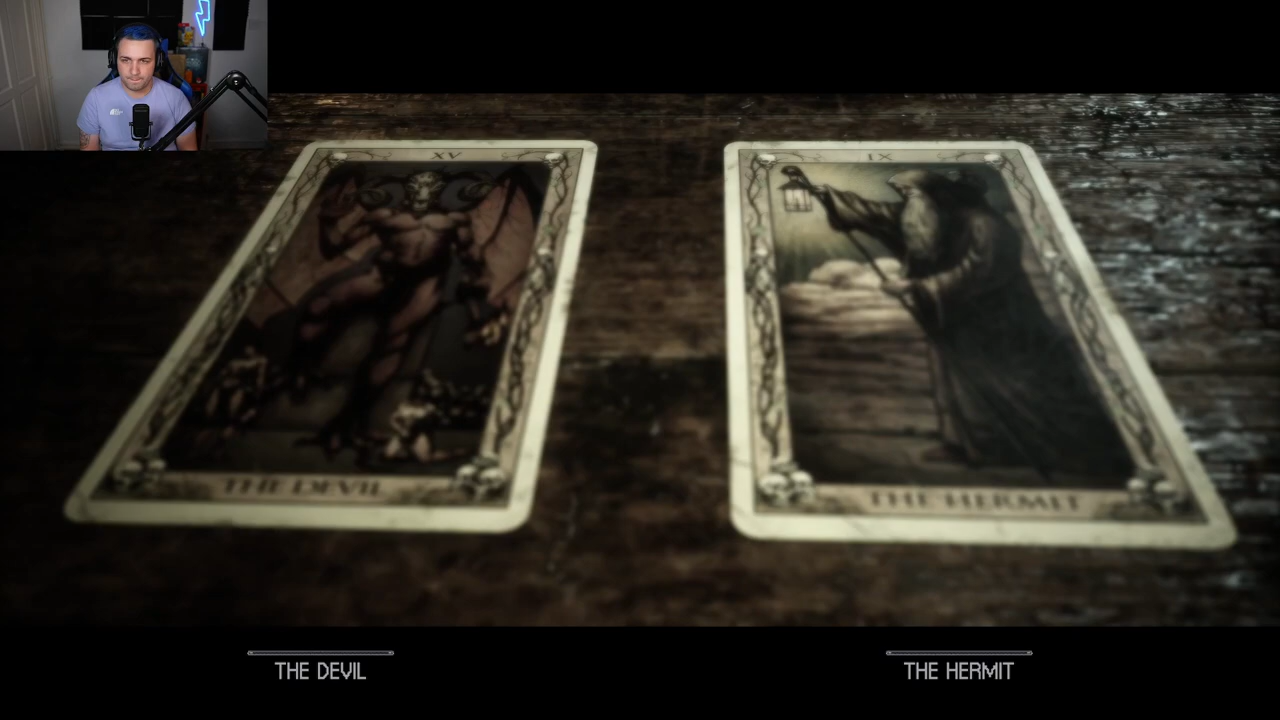 XV
IX
THE DEVIL
THE HERMIT
THE DEVIL
THE HERMIT